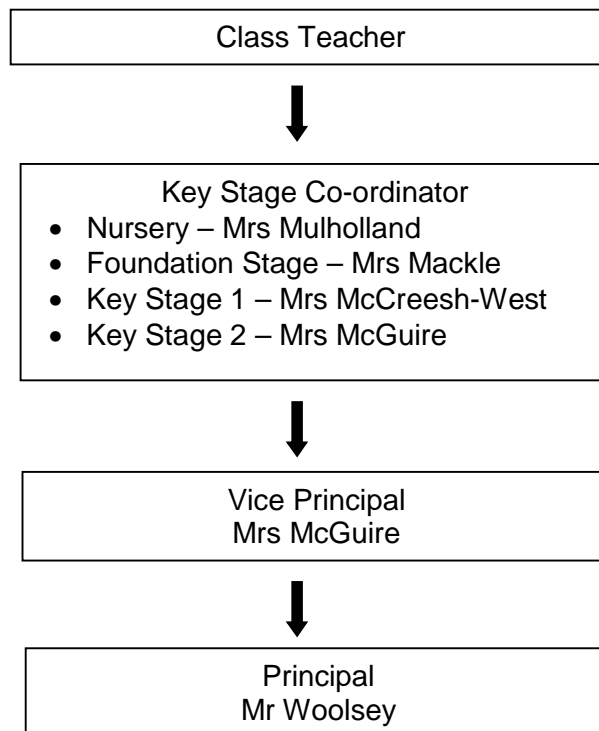 Class Teacher
Key Stage Co-ordinator
• Nursery – Mrs Mulholland
• Foundation Stage – Mrs Mackle
• Key Stage 1 – Mrs McCreesh-West
• Key Stage 2 – Mrs McGuire
Vice Principal
Mrs McGuire
Principal
Mr Woolsey